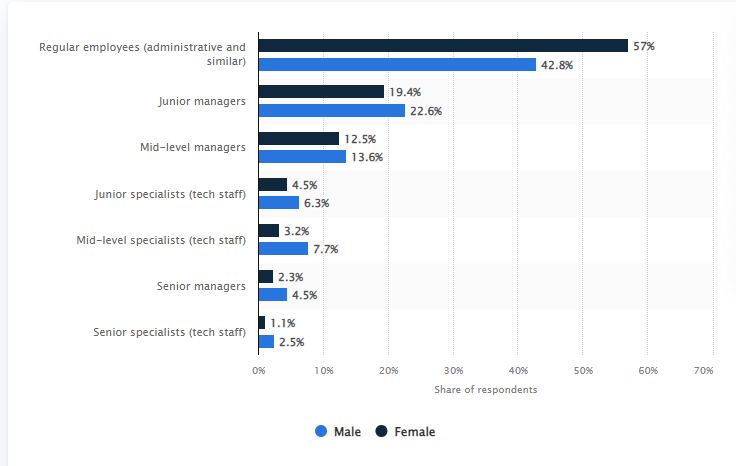 Regular employees (administrative and
similar)
57%
42.8%
Junior managers
19.4%
22.6%
Mid-level managers
12.5%
13.6%
Junior specialists (tech staff)
4.5%
6.3%
Mid-level specialists (tech staff)
3.2%
7.7%
Senior managers
2.3%
4.5%
Senior specialists (tech staff)
1.1%
2.5%
0% 10% 20% 30% 40% 50% 60% 70%
Share of respondents
Male Female